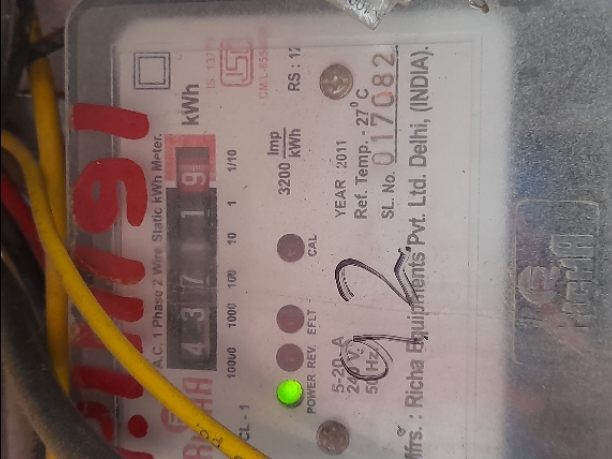 A.C. 1 Phase 2 Wire Static kWh Meter.
4 3 7 1 1 9 kWh
10000 1000 100 10 1 1/10
CL - 1
3200 Imp/kWh
RS : 12
POWER REV. EFLT CAL
5-20 A
240 V
50 Hz
YEAR : 2011
Ref. Temp. - 27°C
SL. No. 017082
92
Mfrs. : Richa Equipments Pvt. Ltd. Delhi, (INDIA).